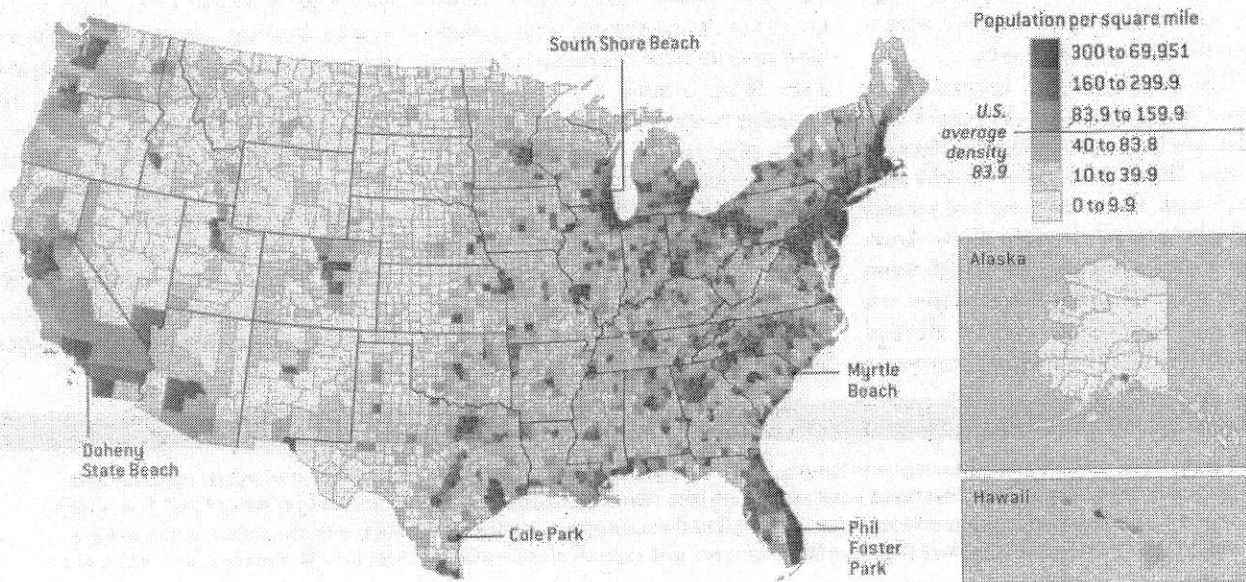 South Shore Beach
Population per square mile
300 to 69,951
160 to 299.9
83.9 to 159.9
40 to 83.8
10 to 39.9
0 to 9.9
U.S.
average
density
83.9
Alaska
Hawaii
Myrtle
Beach
Doheny
State Beach
Cole Park
Phil
Foster
Park